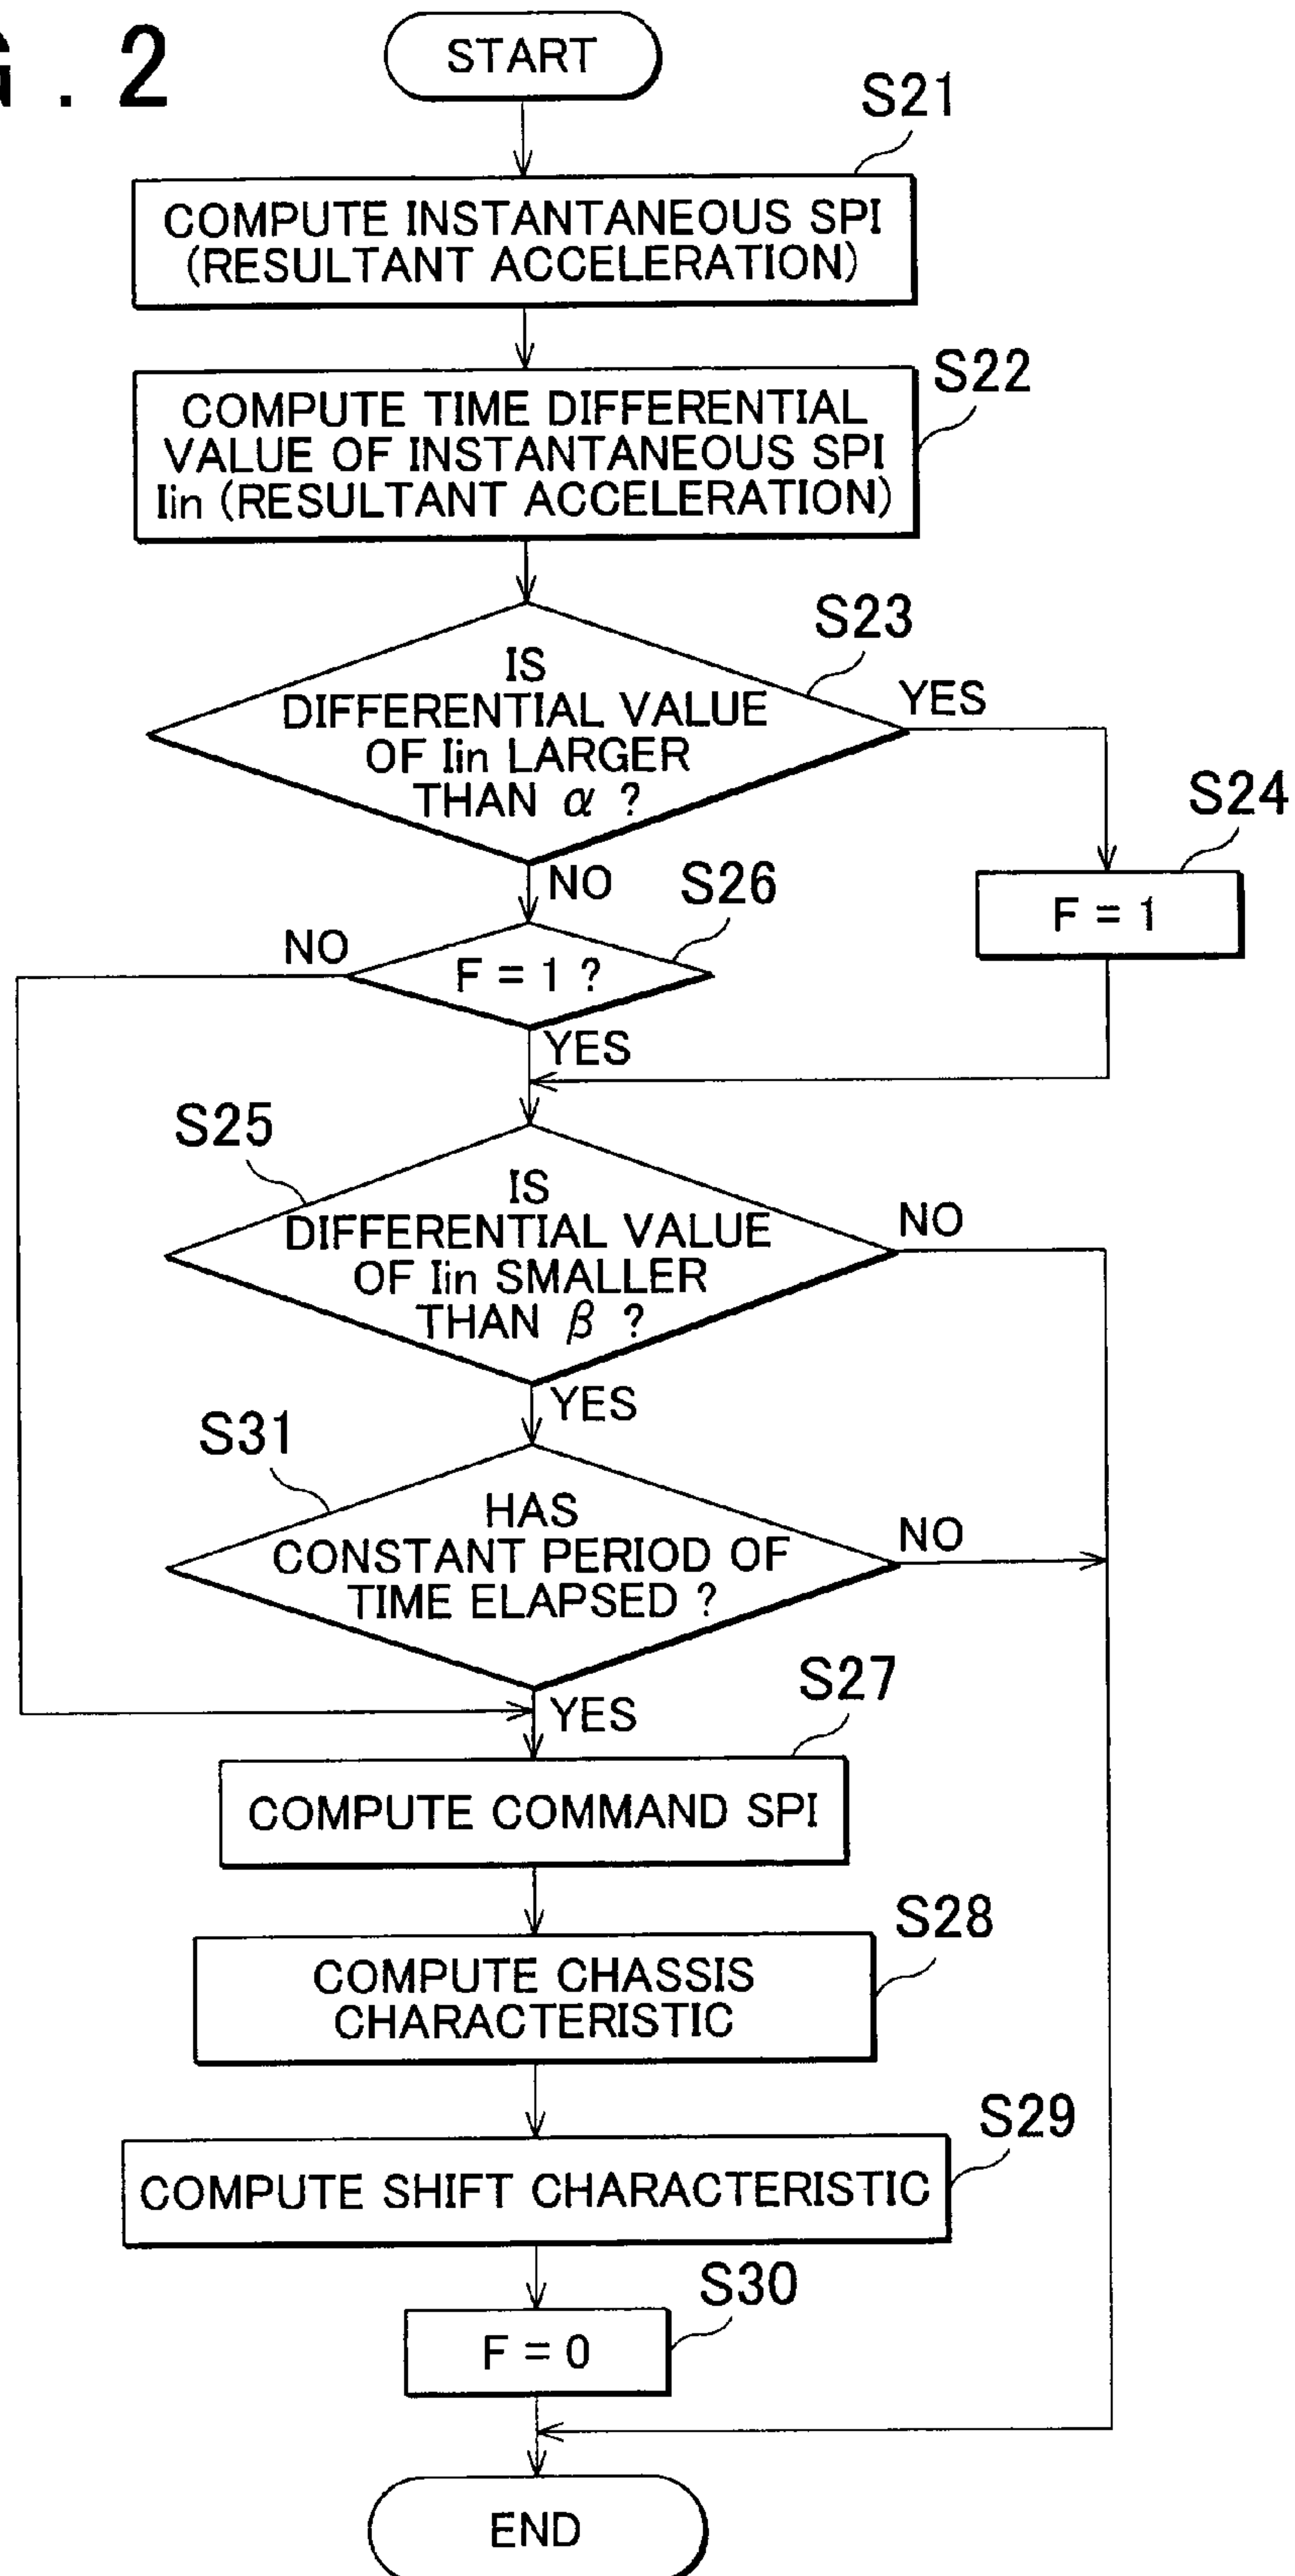 G . 2
START
S21
COMPUTE INSTANTANEOUS SPI
(RESULTANT ACCELERATION)
S22
COMPUTE TIME DIFFERENTIAL
VALUE OF INSTANTANEOUS SPI
Iin (RESULTANT ACCELERATION)
S23
IS
DIFFERENTIAL VALUE
OF Iin LARGER
THAN α ?
YES
S24
F = 1
NO
S26
NO
F = 1 ?
YES
S25
IS
DIFFERENTIAL VALUE
OF Iin SMALLER
THAN β ?
NO
YES
S31
HAS
CONSTANT PERIOD OF
TIME ELAPSED ?
NO
YES
S27
COMPUTE COMMAND SPI
S28
COMPUTE CHASSIS
CHARACTERISTIC
S29
COMPUTE SHIFT CHARACTERISTIC
S30
F = 0
END